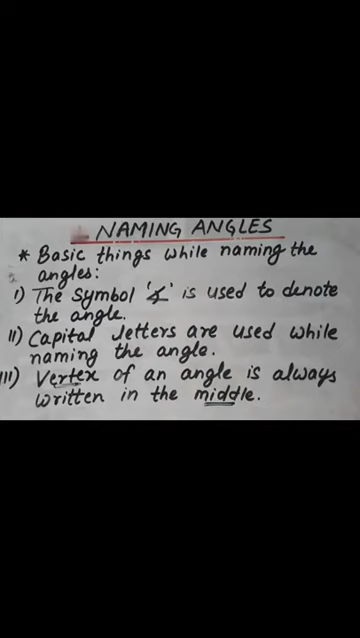 NAMING ANGLES
* Basic things while naming the
angles:
I) The symbol '∡' is used to denote
the angle.
II) Capital letters are used while
naming the angle.
III) Vertex of an angle is always
written in the middle.